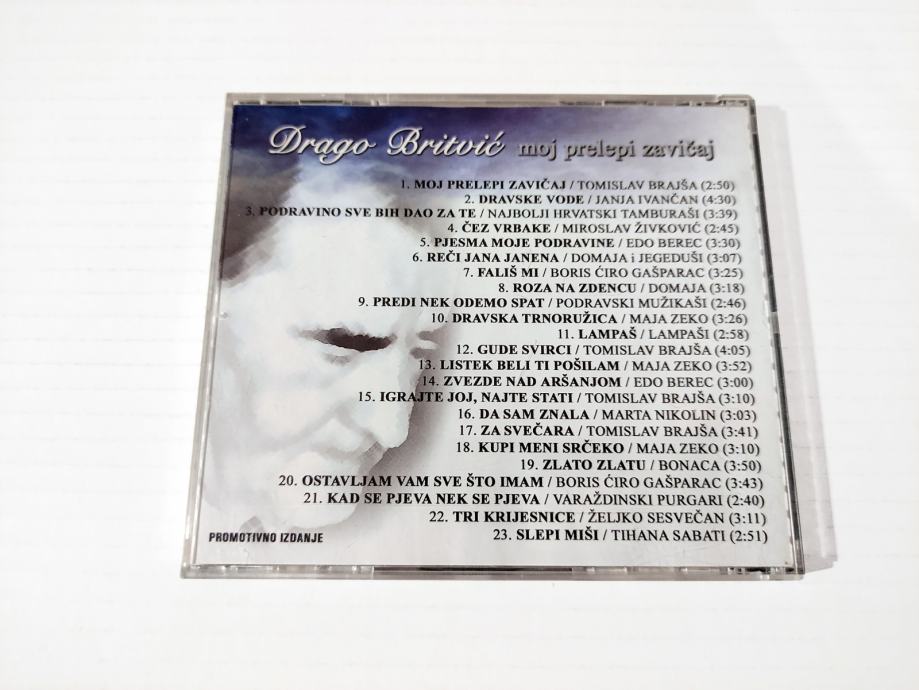 Drago Britvić moj prelepi zavičaj
1. MOJ PRELEPI ZAVIČAJ / TOMISLAV BRAJŠA (2:50)
2. DRAVSKE VODE / JANJA IVANČAN (4:30)
3. PODRAVINO SVE BIH DAO ZA TE / NAJBOLJI HRVATSKI TAMBURAŠI (3:39)
4. ČEZ VRBAKE / MIROSLAV ŽIVKOVIĆ (2:45)
5. PJESMA MOJE PODRAVINE / EDO BEREC (3:30)
6. REČI JANA JANENA / DOMAJA i JEGEDUŠI (3:07)
7. FALIŠ MI / BORIS ĆIRO GAŠPARAC (3:25)
8. ROZA NA ZDENCU / DOMAJA (3:18)
9. PREDI NEK ODEMO SPAT / PODRAVSKI MUŽIKAŠI (2:46)
10. DRAVSKA TRNORUŽICA / MAJA ZEKO (3:26)
11. LAMPAŠ / LAMPAŠI (2:58)
12. GUDE SVIRCI / TOMISLAV BRAJŠA (4:05)
13. LISTEK BELI TI POŠILAM / MAJA ZEKO (3:52)
14. ZVEZDE NAD ARŠANJOM / EDO BEREC (3:00)
15. IGRAJTE JOJ, NAJTE STATI / TOMISLAV BRAJŠA (3:10)
16. DA SAM ZNALA / MARTA NIKOLIN (3:03)
17. ZA SVEČARA / TOMISLAV BRAJŠA (3:41)
18. KUPI MENI SRČEKO / MAJA ZEKO (3:10)
19. ZLATO ZLATU / BONACA (3:50)
20. OSTAVLJAM VAM SVE ŠTO IMAM / BORIS ĆIRO GAŠPARAC (3:43)
21. KAD SE PJEVA NEK SE PJEVA / VARAŽDINSKI PURGARI (2:40)
22. TRI KRIJESNICE / ŽELJKO SESVEČAN (3:11)
23. SLEPI MIŠI / TIHANA SABATI (2:51)
PROMOTIVNO IZDANJE